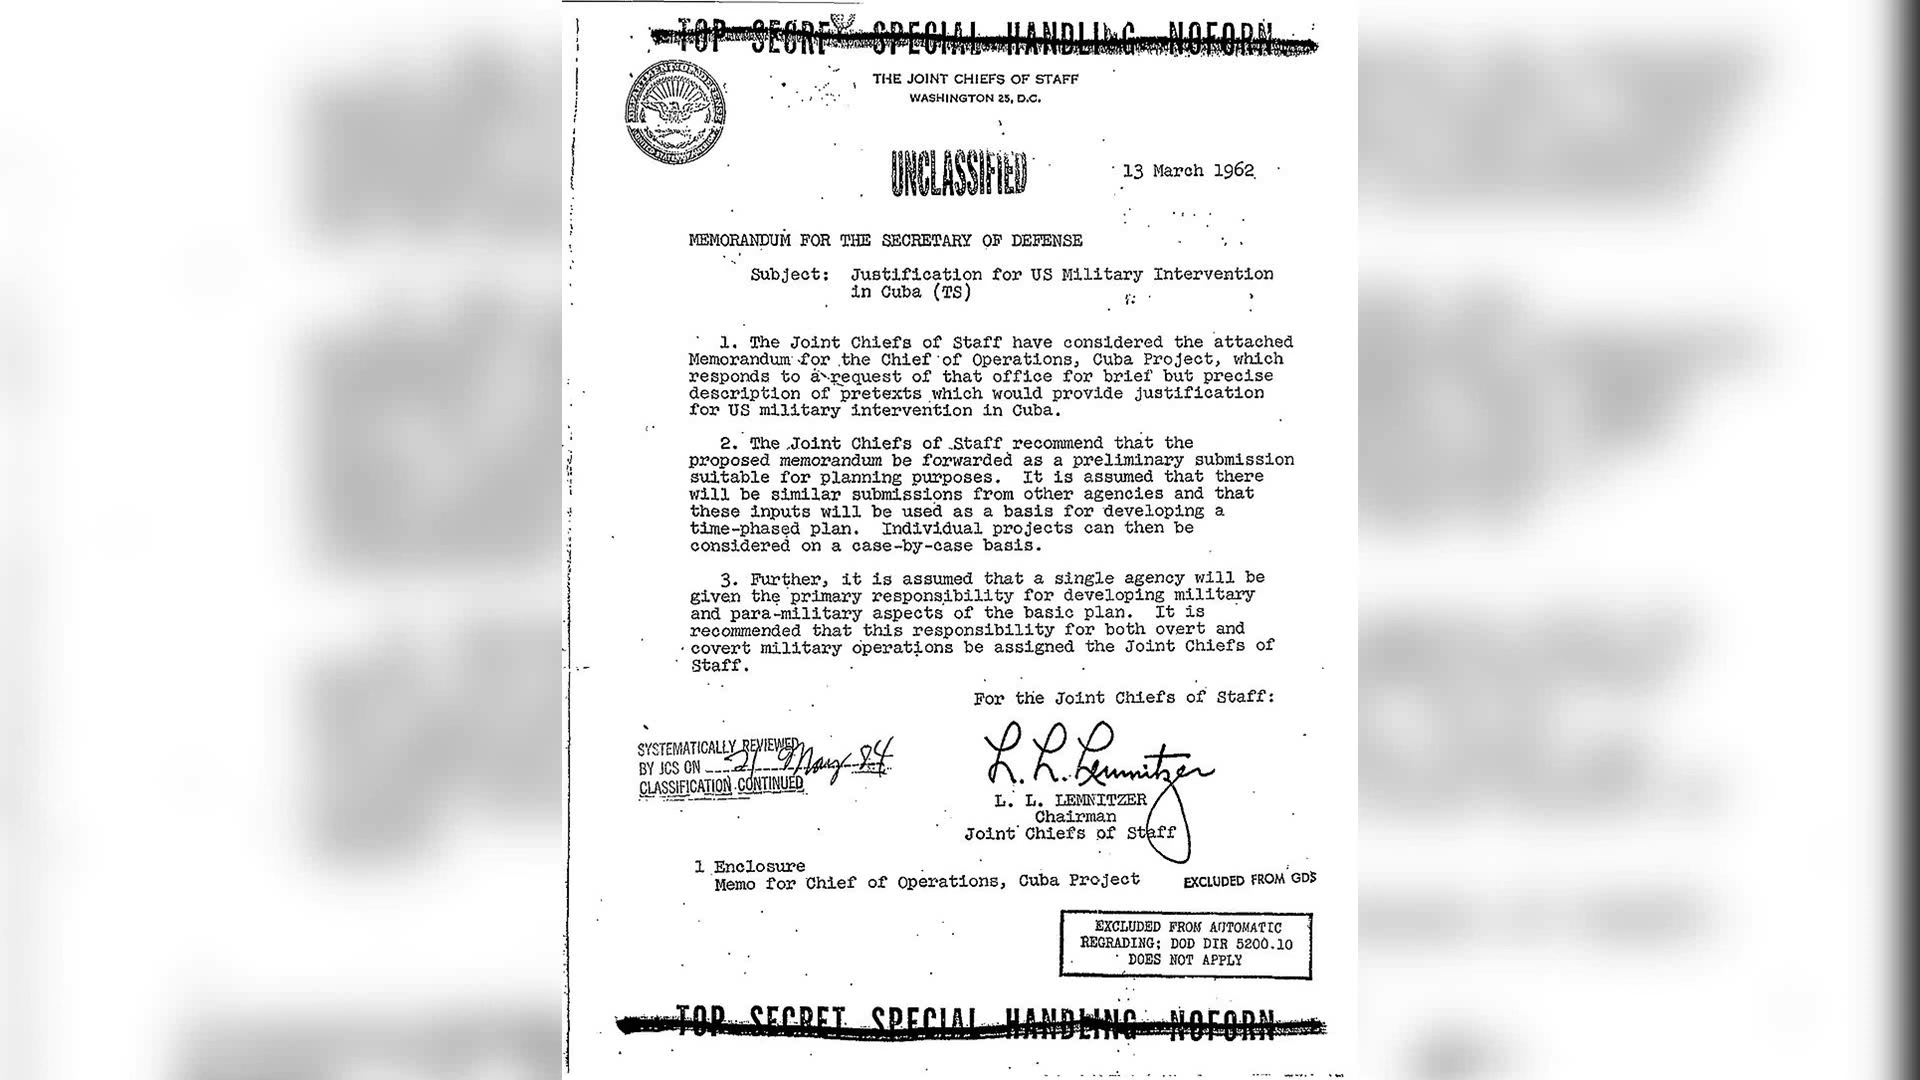 TOP SECRET SPECIAL HANDLING NOFORN
THE JOINT CHIEFS OF STAFF
WASHINGTON 25, D.C.
UNCLASSIFIED
13 March 1962
MEMORANDUM FOR THE SECRETARY OF DEFENSE
Subject: Justification for US Military Intervention
in Cuba (TS)
1. The Joint Chiefs of Staff have considered the attached
Memorandum for the Chief of Operations, Cuba Project, which
responds to a request of that office for brief but precise
description of pretexts which would provide justification
for US military intervention in Cuba.
2. The Joint Chiefs of Staff recommend that the
proposed memorandum be forwarded as a preliminary submission
suitable for planning purposes. It is assumed that there
will be similar submissions from other agencies and that
these inputs will be used as a basis for developing a
time-phased plan. Individual projects can then be
considered on a case-by-case basis.
3. Further, it is assumed that a single agency will be
given the primary responsibility for developing military
and para-military aspects of the basic plan. It is
recommended that this responsibility for both overt and
covert military operations be assigned the Joint Chiefs of
Staff.
For the Joint Chiefs of Staff:
SYSTEMATICALLY REVIEWED
BY JCS ON 21 May 84
CLASSIFICATION CONTINUED
L. L. Lemnitzer
L. L. LEMNITZER
Chairman
Joint Chiefs of Staff
1 Enclosure
Memo for Chief of Operations, Cuba Project
EXCLUDED FROM GDS
EXCLUDED FROM AUTOMATIC
REGRADING; DOD DIR 5200.10
DOES NOT APPLY
TOP SECRET SPECIAL HANDLING NOFORN